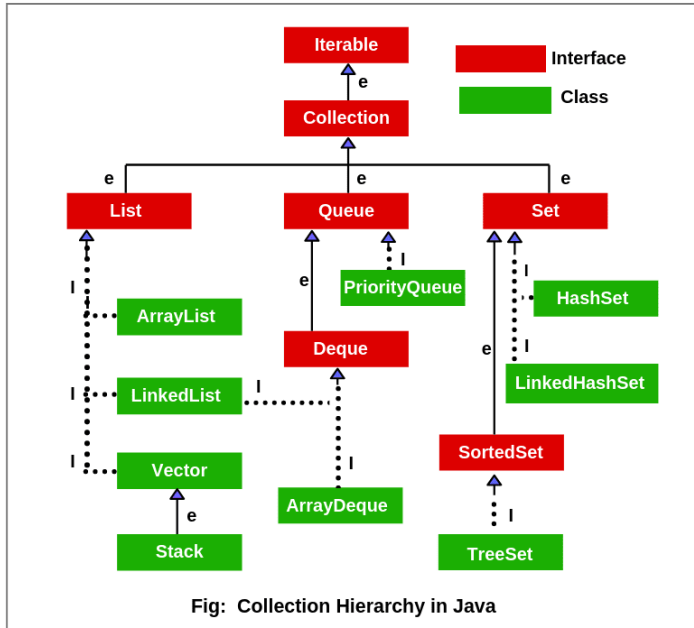 Iterable
Interface
e
Class
Collection
e
e
e
List
Queue
Set
I
I
I
PriorityQueue
e
HashSet
ArrayList
I
Deque
e
LinkedHashSet
I
LinkedList
I
SortedSet
I
Vector
I
ArrayDeque
I
e
Stack
TreeSet
Fig: Collection Hierarchy in Java